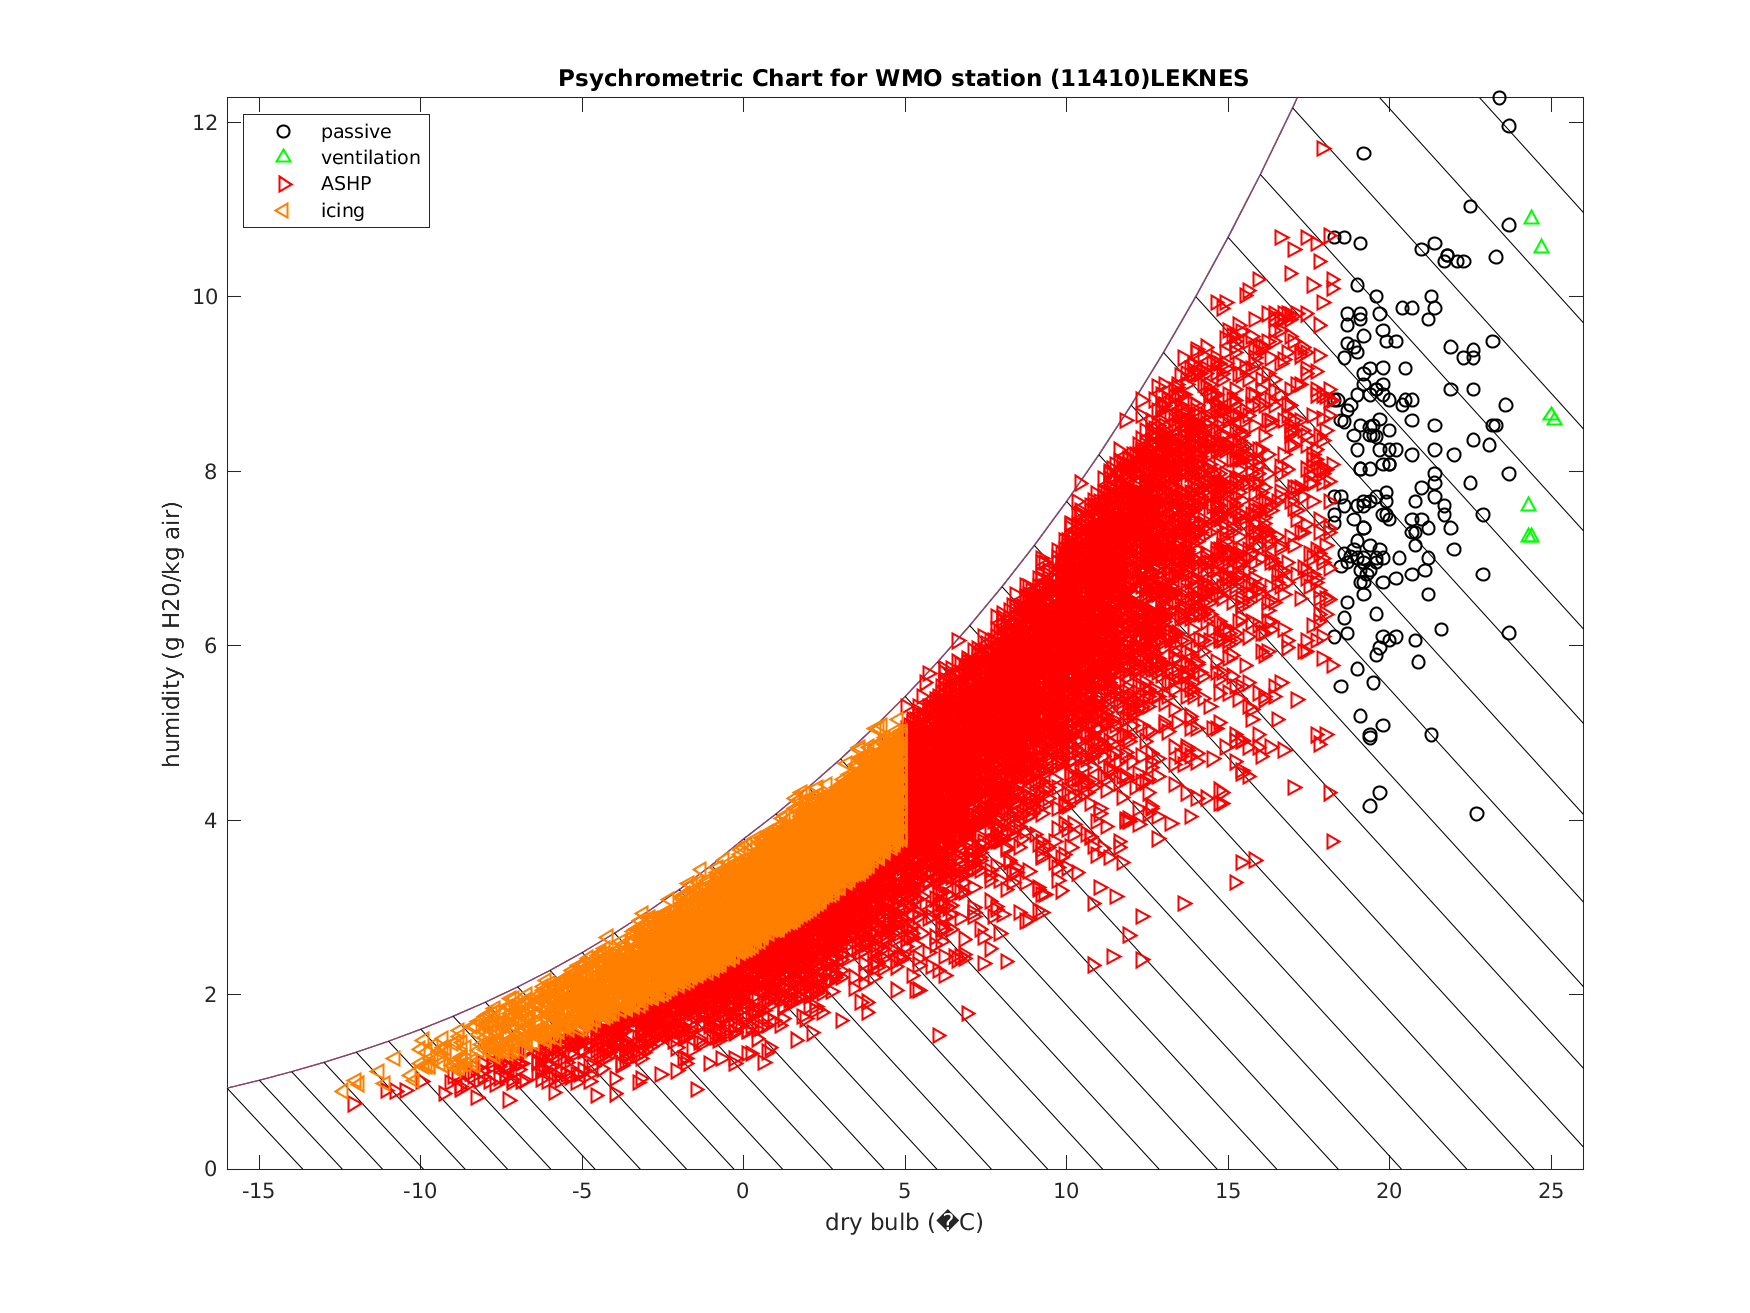 Psychrometric Chart for WMO station (11410)LEKNES
passive
ventilation
ASHP
icing
humidity (g H20/kg air)
12
10
8
6
4
2
0
-15 -10 -5 0 5 10 15 20 25
dry bulb (�C)